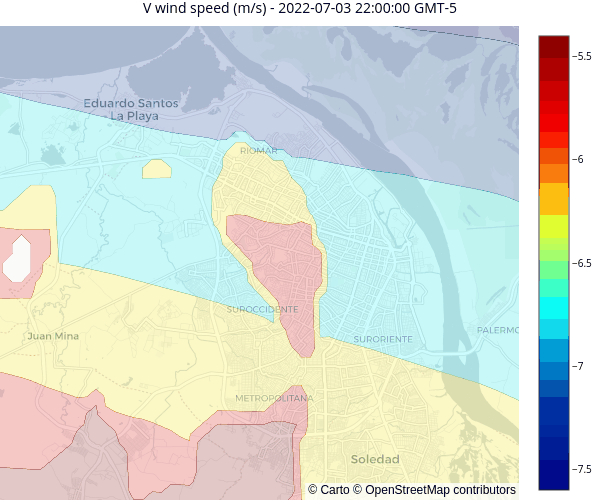 V wind speed (m/s) - 2022-07-03 22:00:00 GMT-5
−5.5
Eduardo Santos
La Playa
RIOMAR
−6
−6.5
SUROCCIDENTE
Juan Mina
SURORIENTE
PALERMO
−7
METROPOLITANA
Soledad
−7.5
© Carto © OpenStreetMap contributors